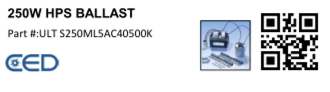 250W HPS BALLAST
Part #:ULT S250ML5AC40500K
CED